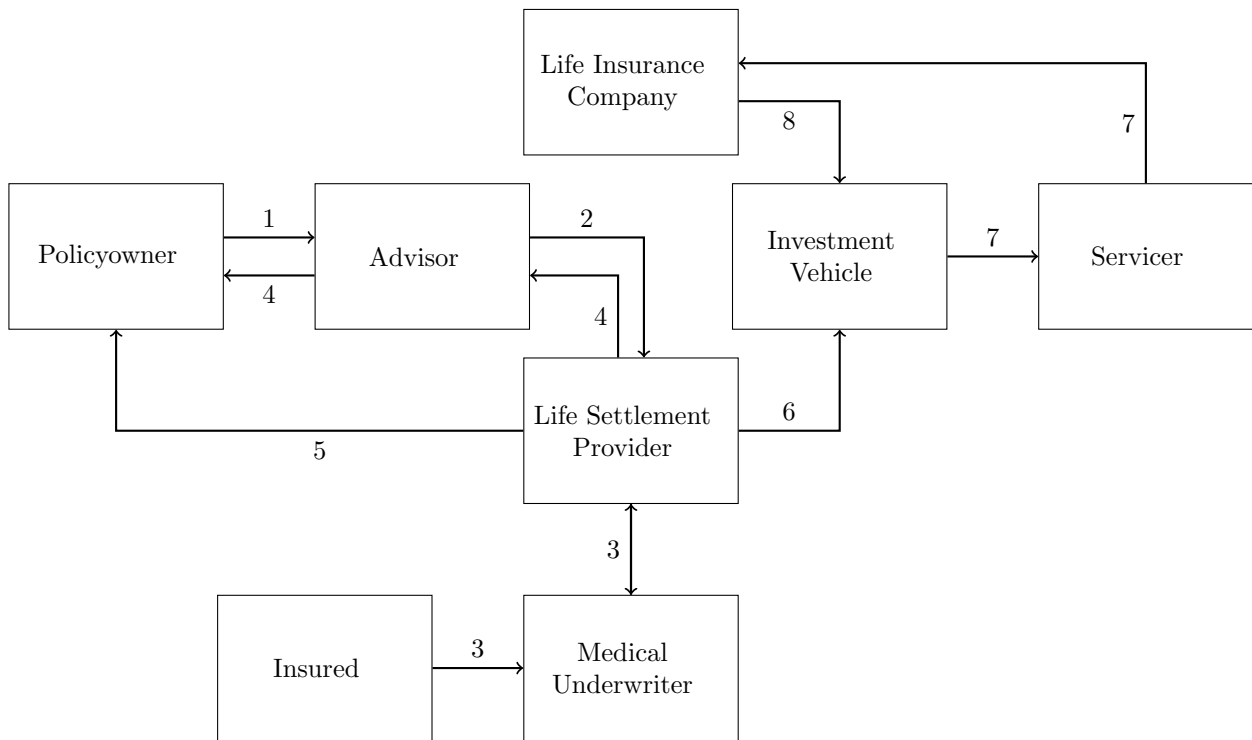 Life Insurance
Company
8
7
Policyowner
1
4
Advisor
2
4
Investment
Vehicle
7
Servicer
5
Life Settlement
Provider
6
3
Insured
3
Medical
Underwriter